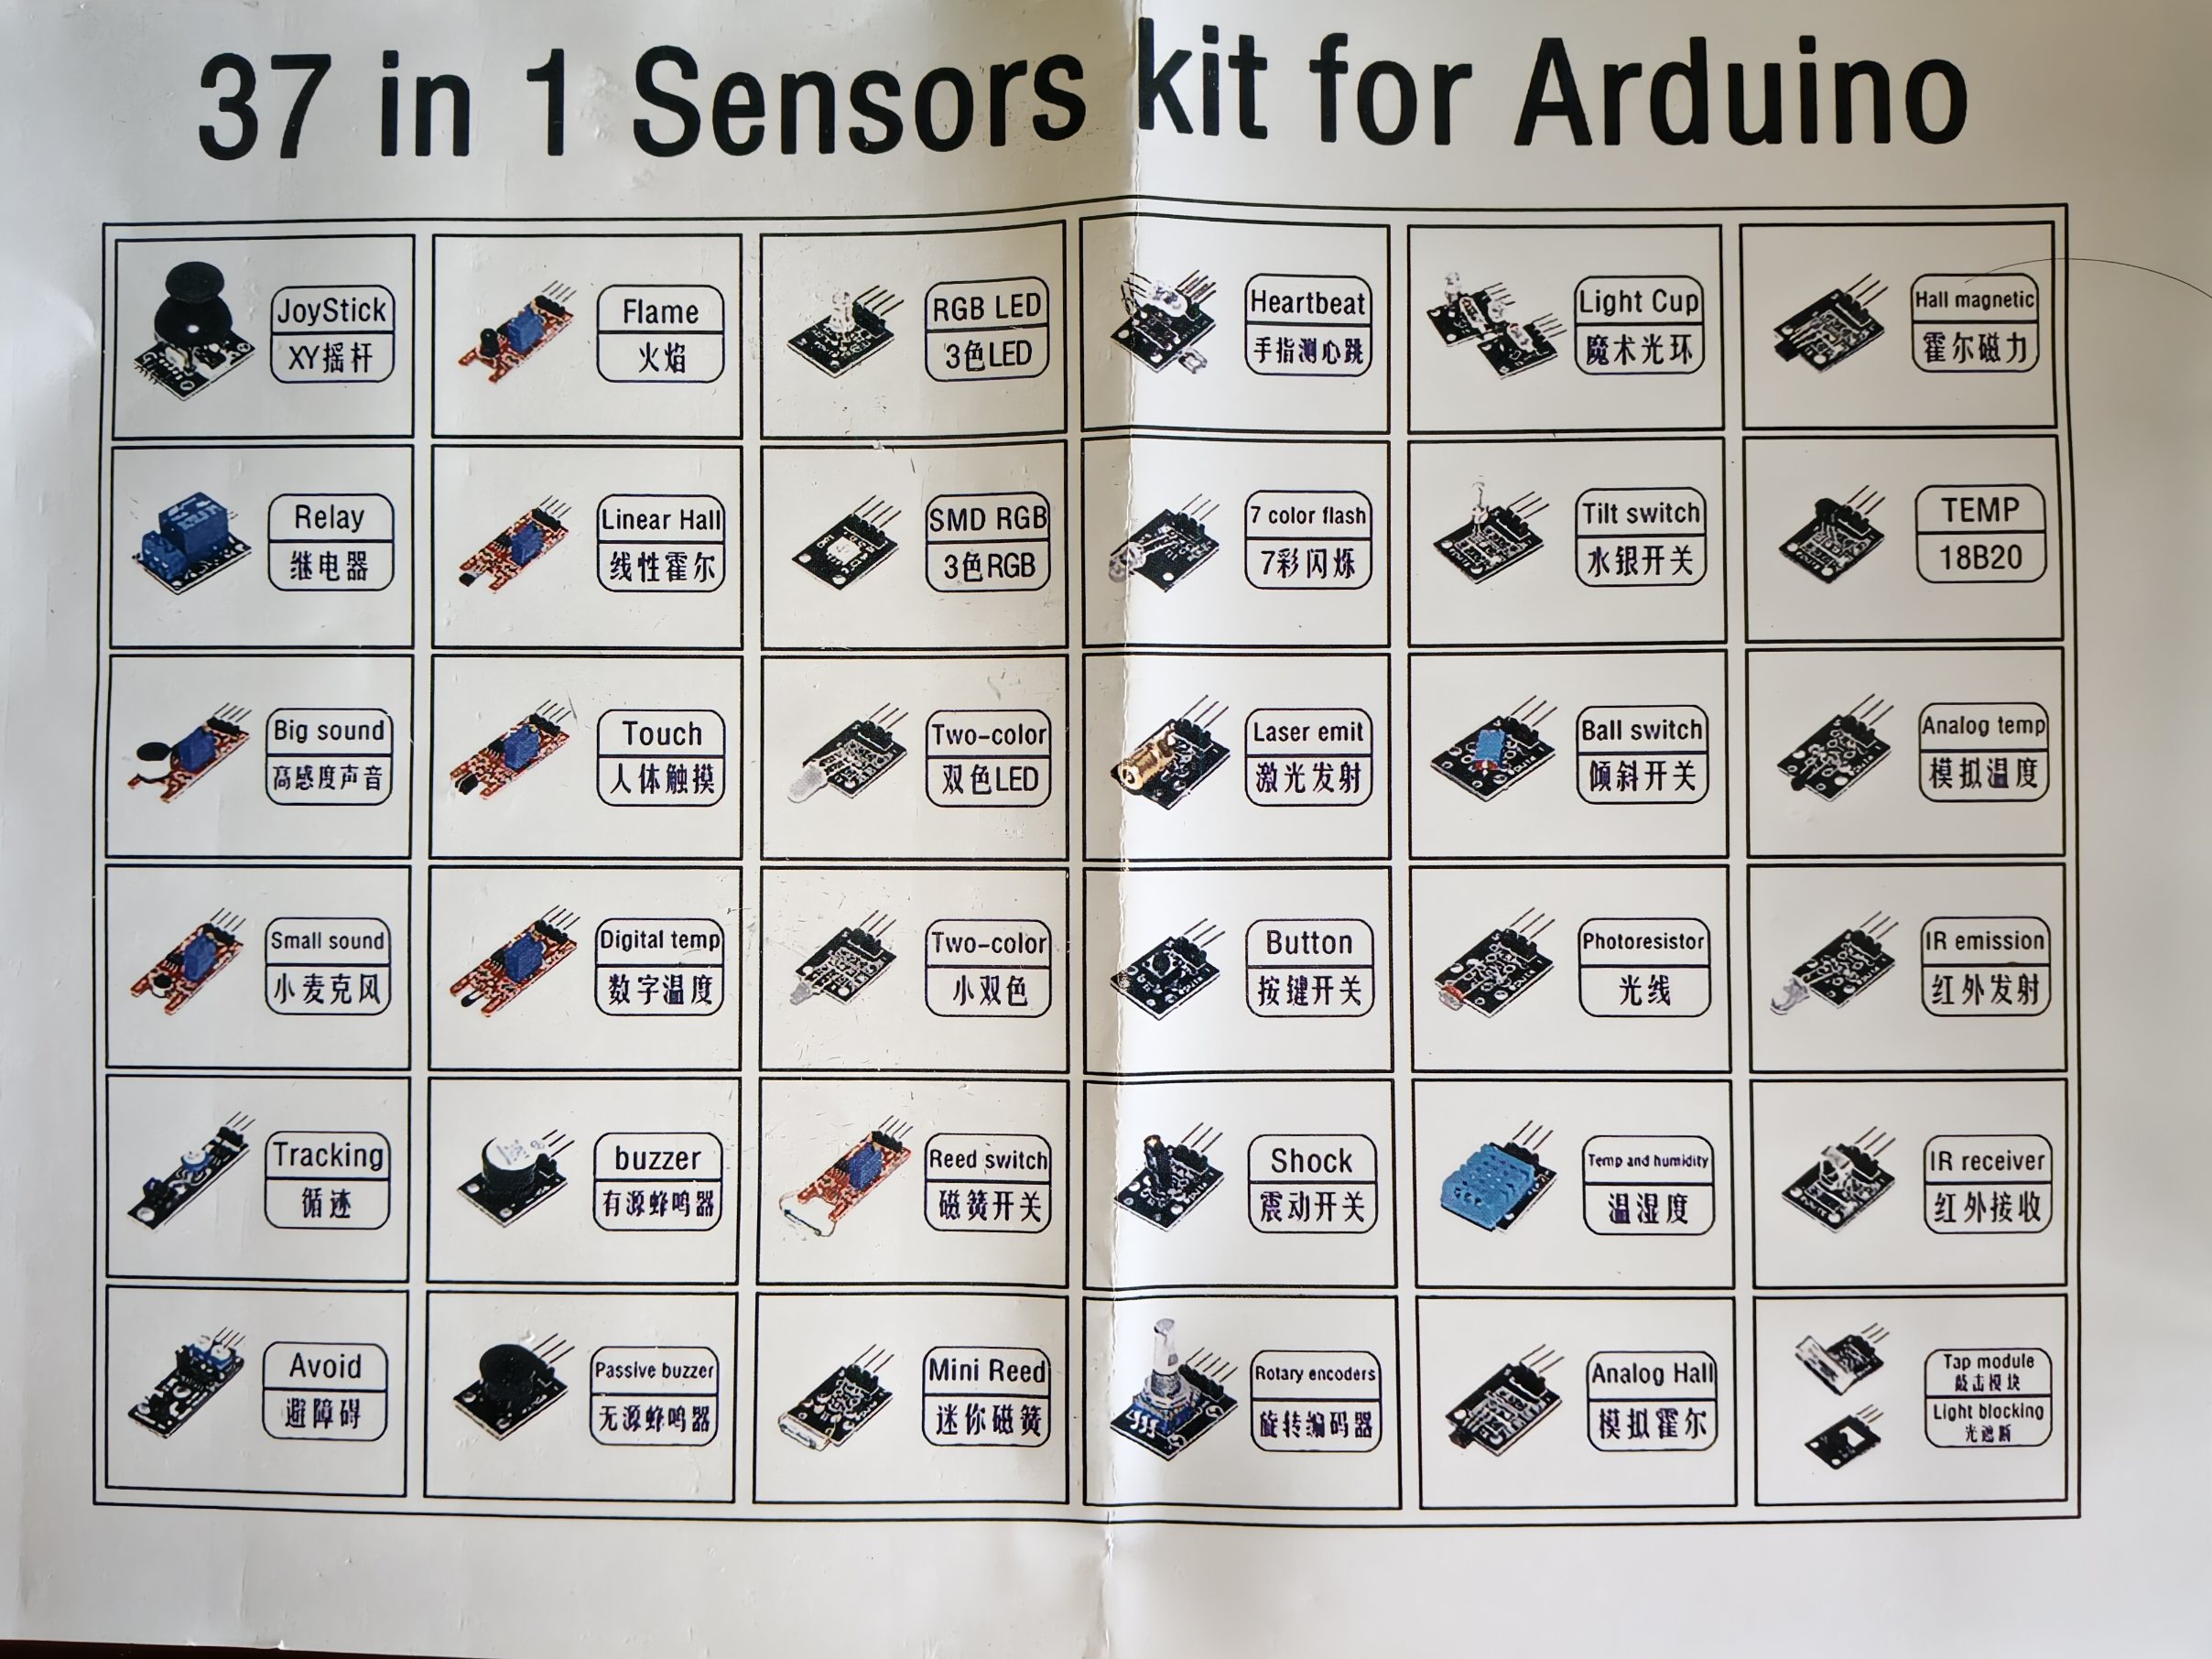 37 in 1 Sensors kit for Arduino
JoyStick
XY摇杆
Flame
火焰
RGB LED
3色LED
Heartbeat
手指测心跳
Light Cup
魔术光环
Hall magnetic
霍尔磁力
Relay
继电器
Linear Hall
线性霍尔
SMD RGB
3色RGB
7 color flash
7彩闪烁
Tilt switch
水银开关
TEMP
18B20
Big sound
高感度声音
Touch
人体触摸
Two-color
双色LED
Laser emit
激光发射
Ball switch
倾斜开关
Analog temp
模拟温度
Small sound
小麦克风
Digital temp
数字温度
Two-color
小双色
Button
按键开关
Photoresistor
光线
IR emission
红外发射
Tracking
循迹
buzzer
有源蜂鸣器
Reed switch
磁簧开关
Shock
震动开关
Temp and humidity
温湿度
IR receiver
红外接收
Avoid
避障碍
Passive buzzer
无源蜂鸣器
Mini Reed
迷你磁簧
Rotary encoders
旋转编码器
Analog Hall
模拟霍尔
Tap module
敲击模块
Light blocking
光遮断